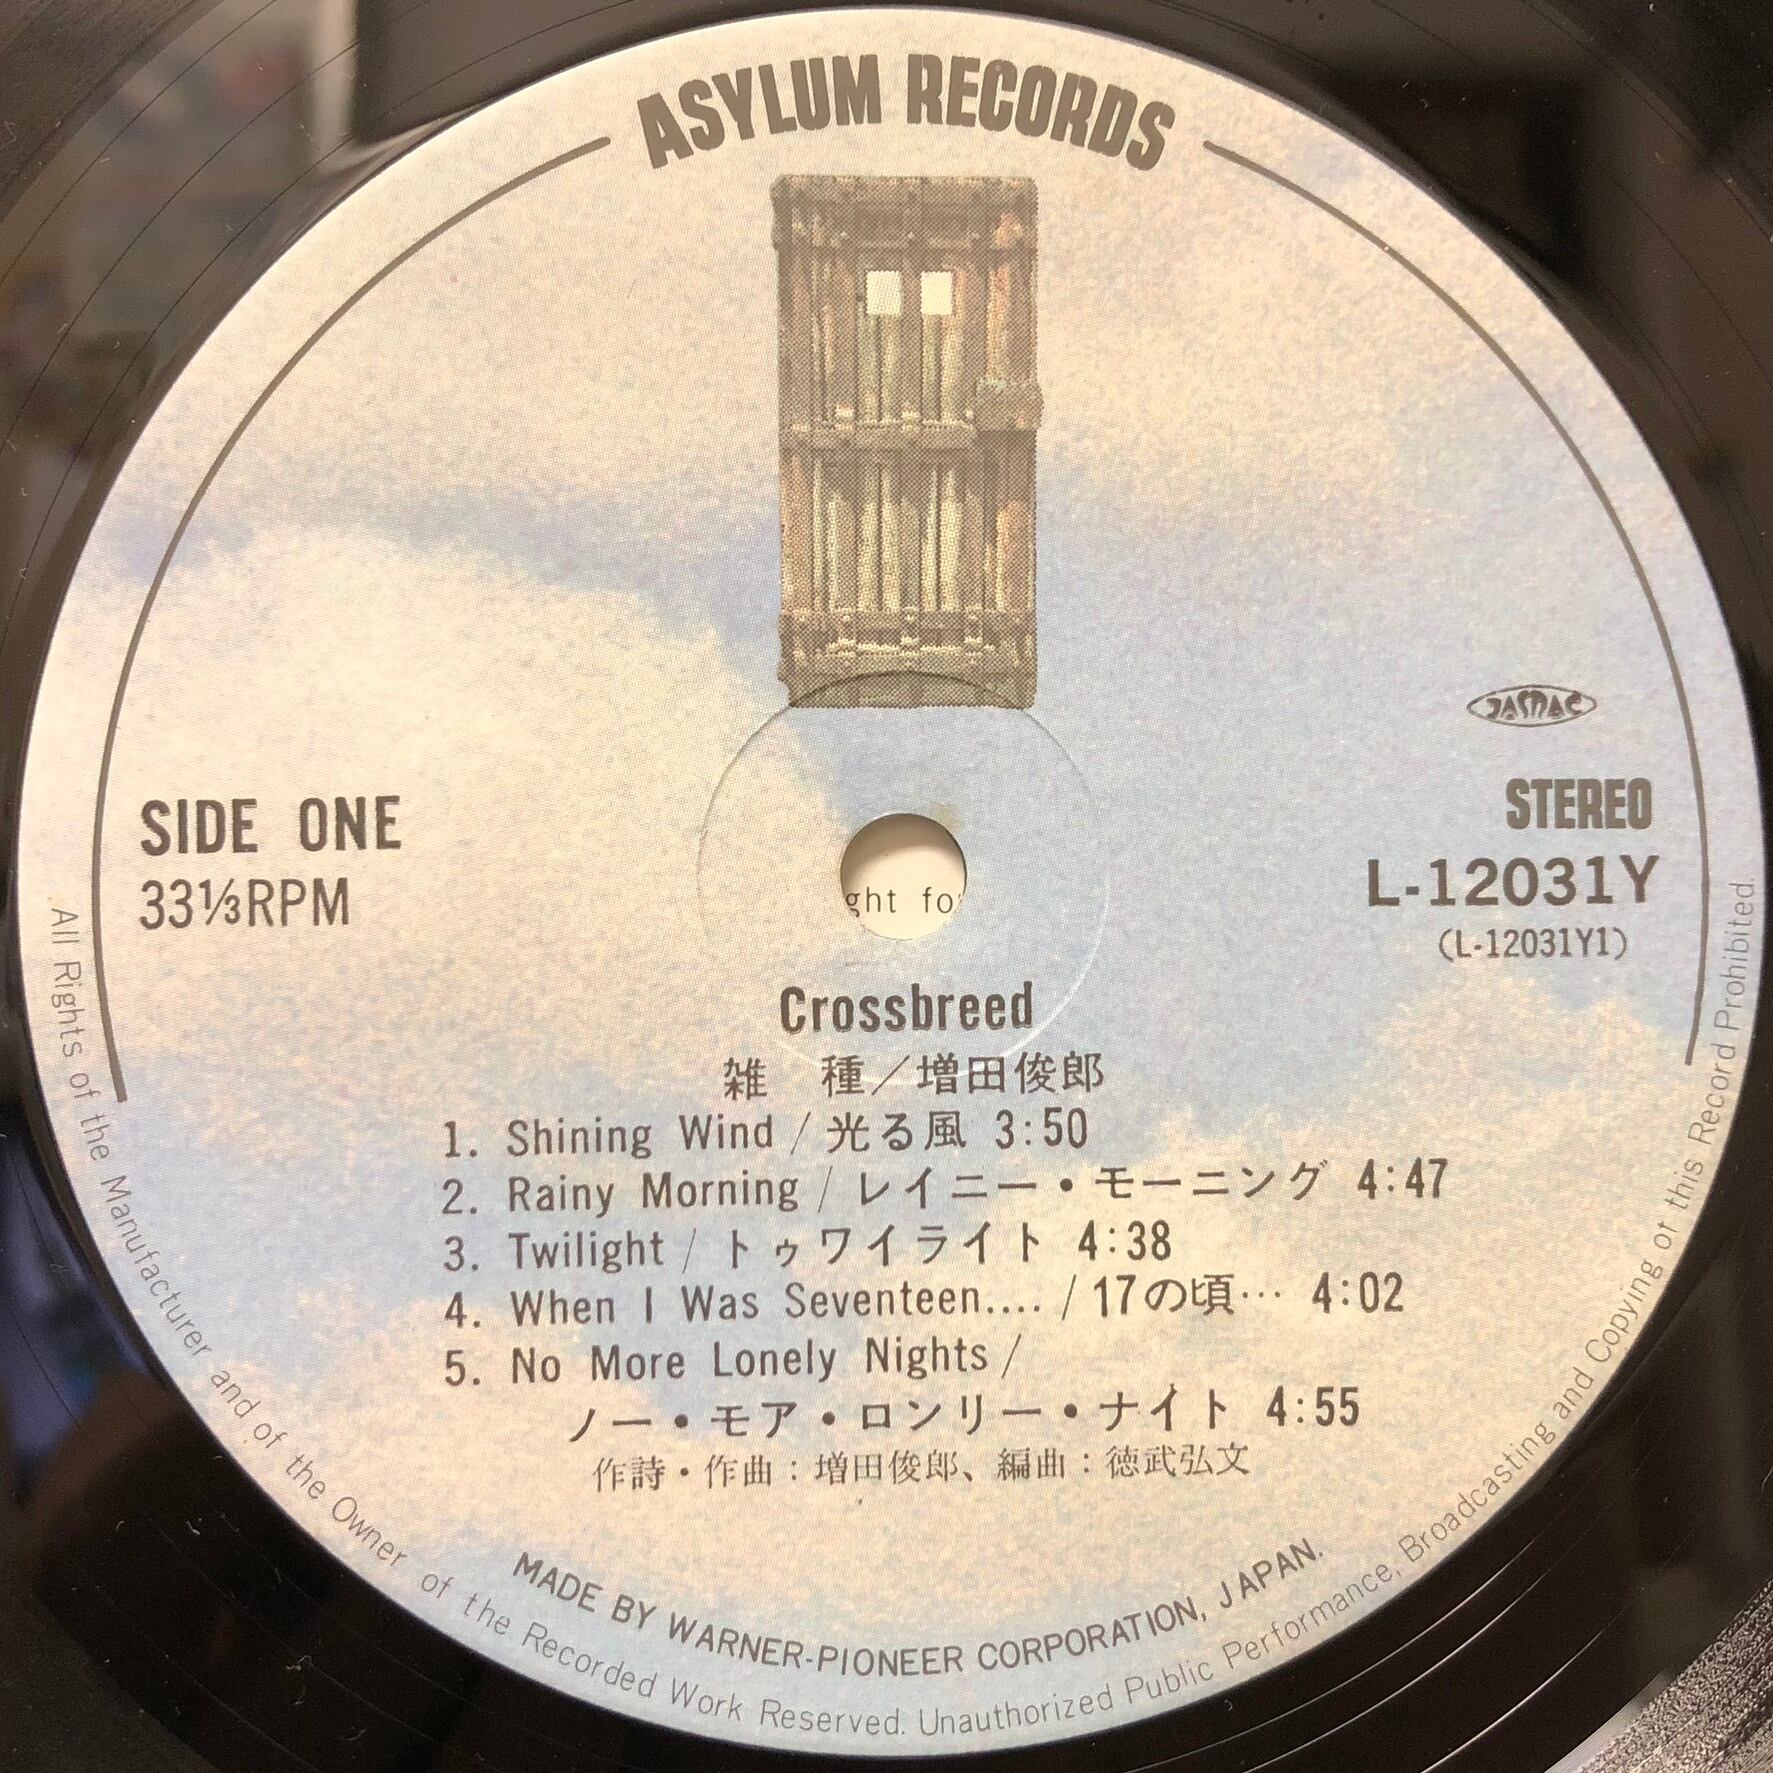 ASYLUM RECORDS
JASRAC
SIDE ONE
33⅓RPM
STEREO
L-12031Y
(L-12031Y1)
ght fo
Crossbreed
雑 種／増田俊郎
1. Shining Wind / 光る風 3:50
2. Rainy Morning / レイニー・モーニング 4:47
3. Twilight / トゥワイライト 4:38
4. When I Was Seventeen.... / 17の頃… 4:02
5. No More Lonely Nights /
ノー・モア・ロンリー・ナイト 4:55
作詩・作曲：増田俊郎、編曲：徳武弘文
MADE BY WARNER-PIONEER CORPORATION, JAPAN.
All Rights of the Manufacturer and of the Owner of the Recorded Work Reserved. Unauthorized Public Performance, Broadcasting and Copying of this Record Prohibited.